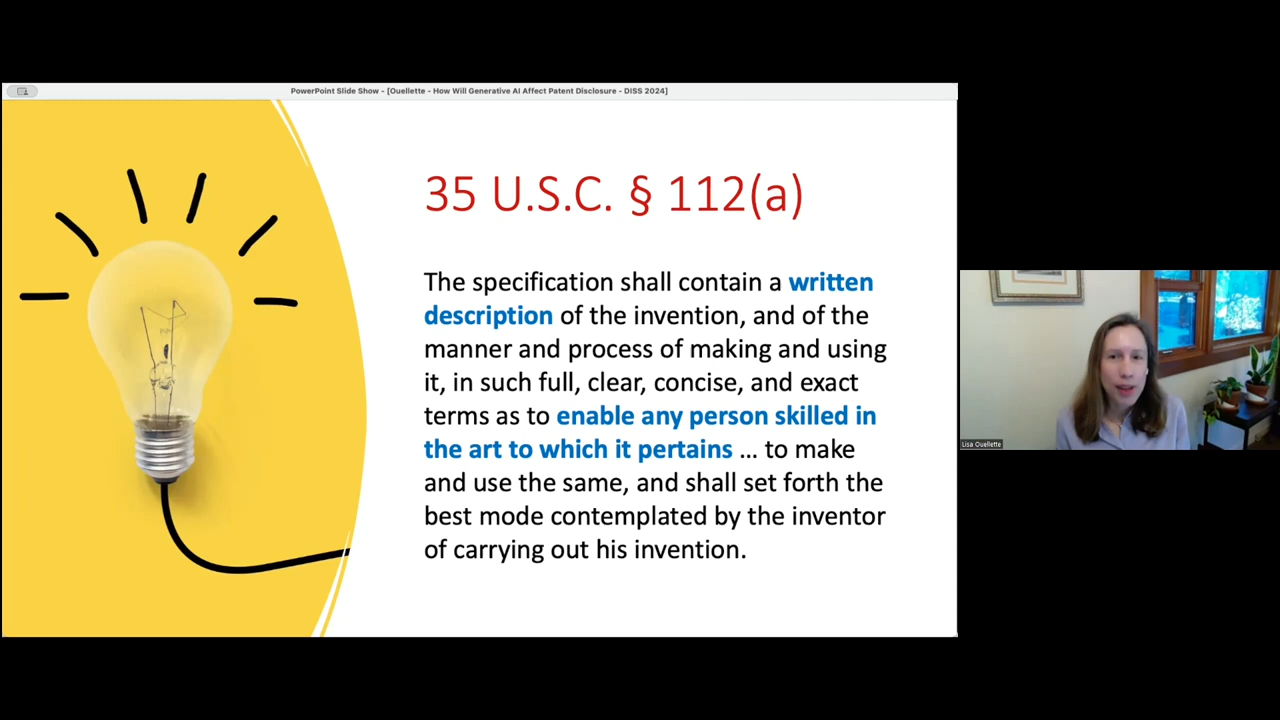 PowerPoint Slide Show - [Ouellette - How Will Generative AI Affect Patent Disclosure - DISS 2024]
35 U.S.C. § 112(a)
The specification shall contain a written
description of the invention, and of the
manner and process of making and using
it, in such full, clear, concise, and exact
terms as to enable any person skilled in
the art to which it pertains ... to make
and use the same, and shall set forth the
best mode contemplated by the inventor
of carrying out his invention.
Lisa Ouellette